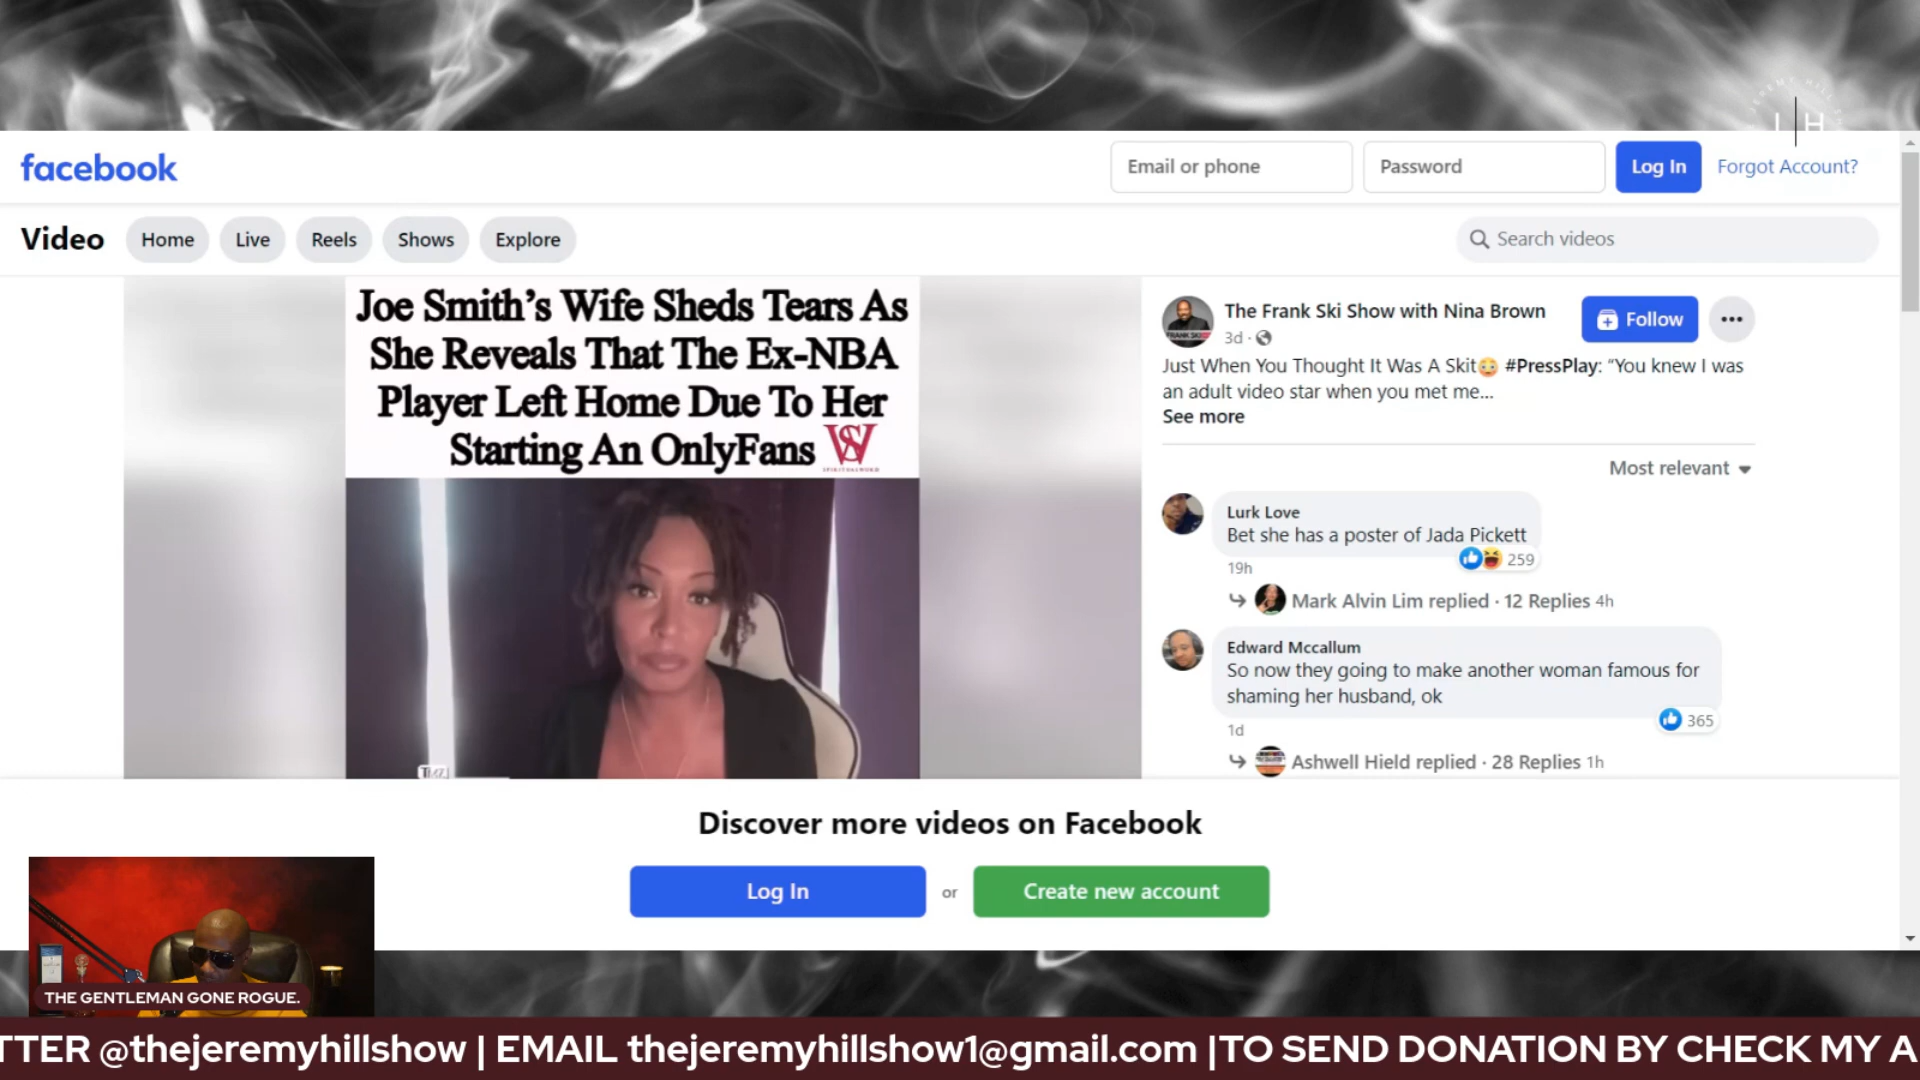 JEREMY HILL
J H
facebook
Email or phone
Password
Log In
Forgot Account?
Video
Home
Live
Reels
Shows
Explore
Search videos
Joe Smith's Wife Sheds Tears As
She Reveals That The Ex-NBA
Player Left Home Due To Her
Starting An OnlyFans
SPIRITUALWORD
TMZ
The Frank Ski Show with Nina Brown
3d ·
Follow
FRANK SKI
Just When You Thought It Was A Skit😳 #PressPlay: “You knew I was
an adult video star when you met me...
See more
Most relevant
Lurk Love
Bet she has a poster of Jada Pickett
259
19h
Mark Alvin Lim replied · 12 Replies 4h
Edward Mccallum
So now they going to make another woman famous for
shaming her husband, ok
365
1d
Ashwell Hield replied · 28 Replies 1h
Discover more videos on Facebook
Log In
or
Create new account
THE GENTLEMAN GONE ROGUE.
TTER @thejeremyhillshow | EMAIL thejeremyhillshow1@gmail.com |TO SEND DONATION BY CHECK MY A